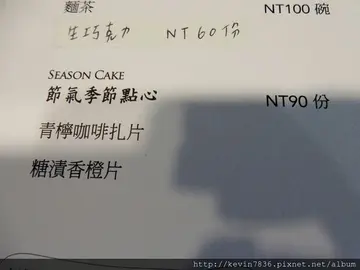 麵茶 NT100 碗
生巧克力 NT60份
SEASON CAKE
節氣季節點心 NT90 份
青檸咖啡扎片
糖漬香橙片
http://kevin7836.pixnet.net/album